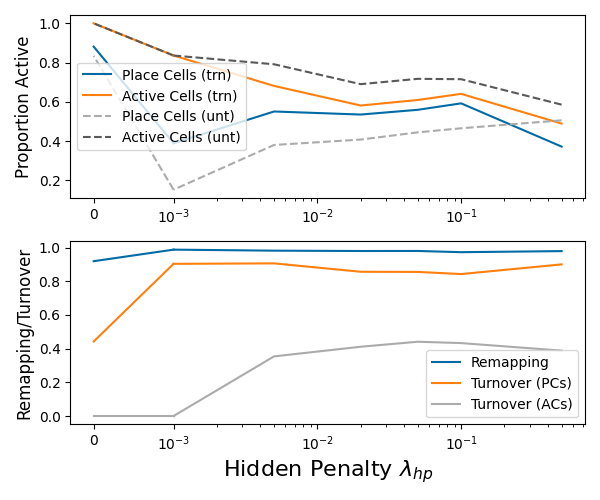 Proportion Active
1.0
0.8
0.6
0.4
0.2
Place Cells (trn)
Active Cells (trn)
Place Cells (unt)
Active Cells (unt)
0 10⁻³ 10⁻² 10⁻¹
Remapping/Turnover
1.0
0.8
0.6
0.4
0.2
0.0
Remapping
Turnover (PCs)
Turnover (ACs)
0 10⁻³ 10⁻² 10⁻¹
Hidden Penalty λ_hp